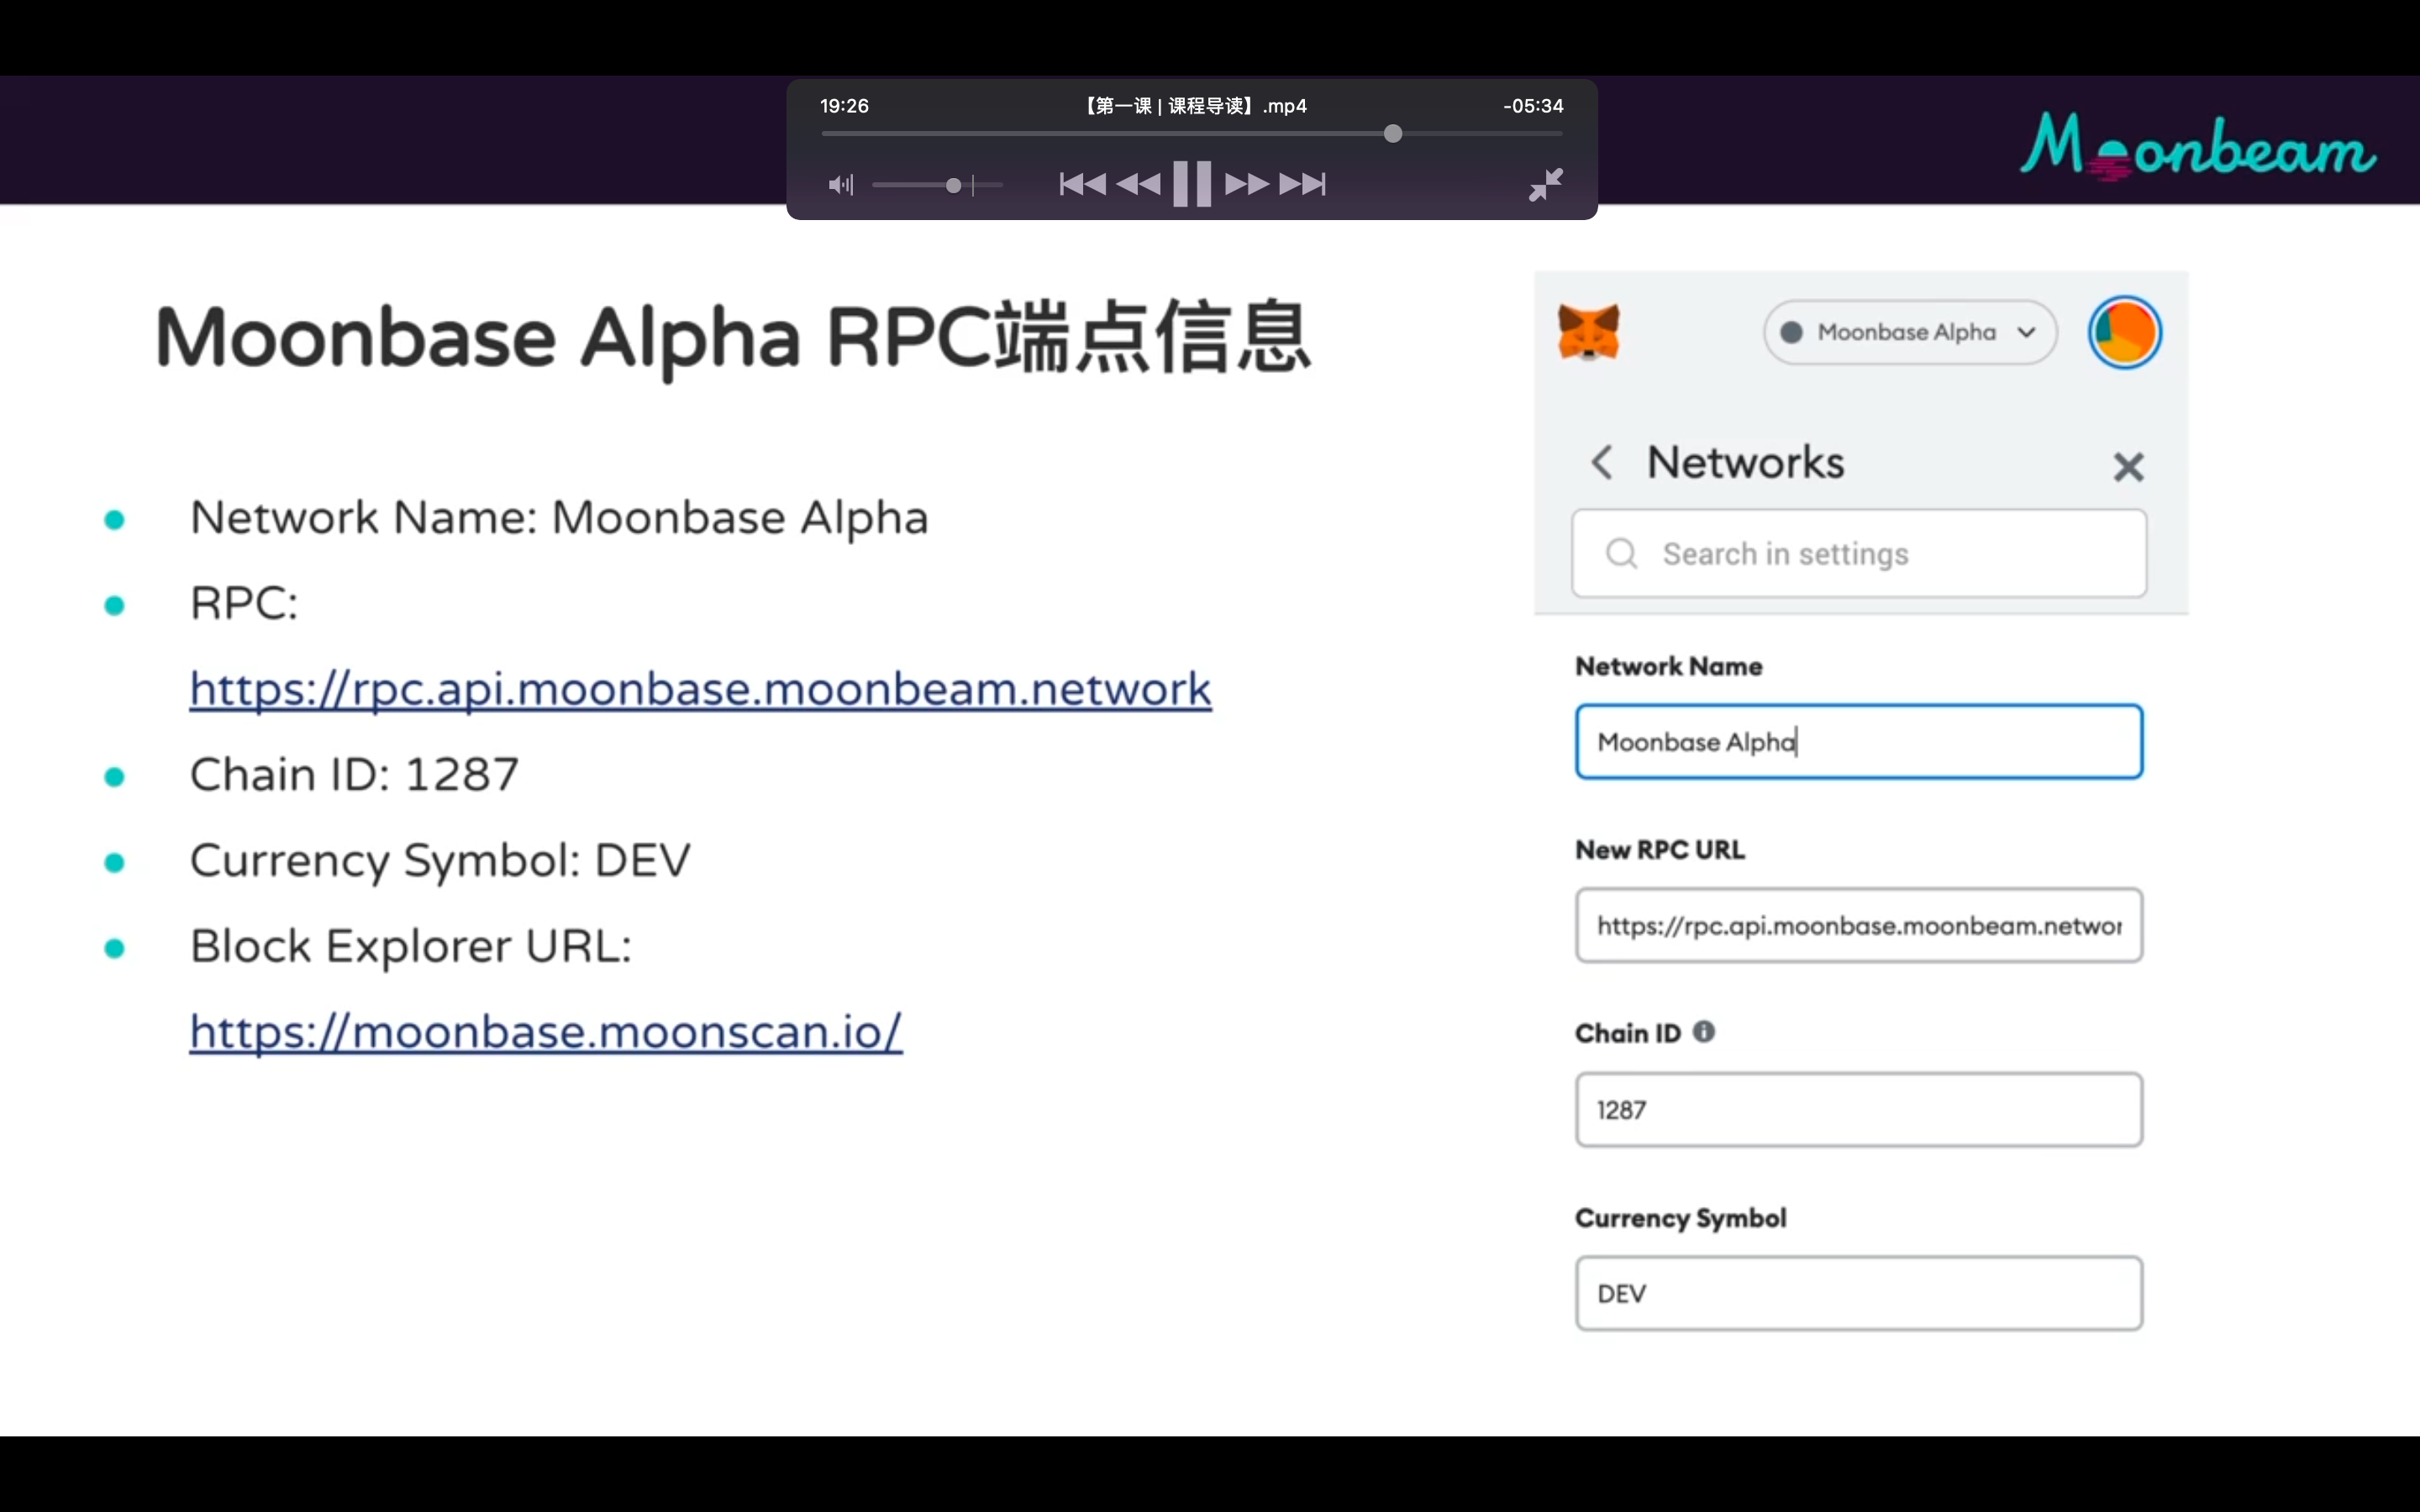 19:26
【第一课 | 课程导读】.mp4
-05:34
Moonbeam
Moonbase Alpha RPC端点信息
Network Name: Moonbase Alpha
RPC:
https://rpc.api.moonbase.moonbeam.network
Chain ID: 1287
Currency Symbol: DEV
Block Explorer URL:
https://moonbase.moonscan.io/
Moonbase Alpha
Networks
Search in settings
Network Name
Moonbase Alpha
New RPC URL
https://rpc.api.moonbase.moonbeam.networ
Chain ID
1287
Currency Symbol
DEV